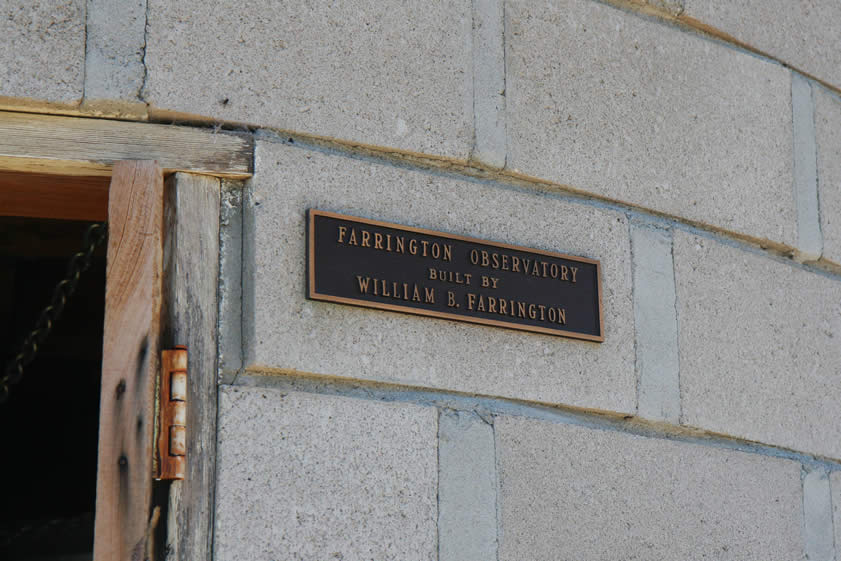 FARRINGTON OBSERVATORY
BUILT BY
WILLIAM B. FARRINGTON